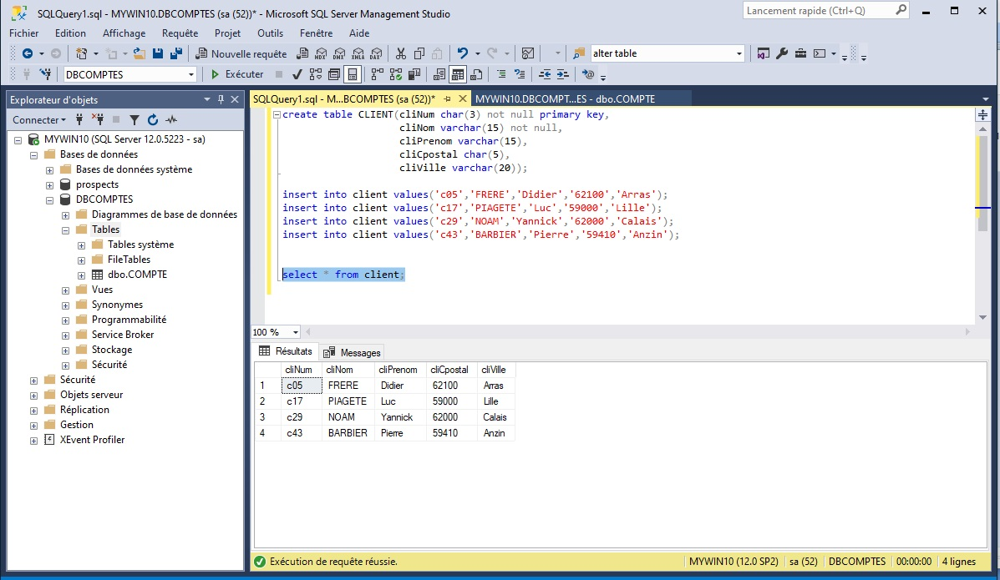 SQLQuery1.sql - MYWIN10.DBCOMPTES (sa (52))* - Microsoft SQL Server Management Studio
Lancement rapide (Ctrl+Q)
Fichier Edition Affichage Requête Projet Outils Fenêtre Aide
Nouvelle requête MDX DMX XMLA DAX alter table
DBCOMPTES Exécuter
Explorateur d'objets
Connecter
MYWIN10 (SQL Server 12.0.5223 - sa)
Bases de données
Bases de données système
prospects
DBCOMPTES
Diagrammes de base de données
Tables
Tables système
FileTables
dbo.COMPTE
Vues
Synonymes
Programmabilité
Service Broker
Stockage
Sécurité
Sécurité
Objets serveur
Réplication
Gestion
XEvent Profiler
SQLQuery1.sql - M...BCOMPTES (sa (52))* MYWIN10.DBCOMPT...ES - dbo.COMPTE
create table CLIENT(cliNum char(3) not null primary key,
cliNom varchar(15) not null,
cliPrenom varchar(15),
cliCpostal char(5),
cliVille varchar(20));
insert into client values('c05','FRERE','Didier','62100','Arras');
insert into client values('c17','PIAGETE','Luc','59000','Lille');
insert into client values('c29','NOAM','Yannick','62000','Calais');
insert into client values('c43','BARBIER','Pierre','59410','Anzin');
select * from client;
100 %
Résultats Messages
cliNum cliNom cliPrenom cliCpostal cliVille
1 c05 FRERE Didier 62100 Arras
2 c17 PIAGETE Luc 59000 Lille
3 c29 NOAM Yannick 62000 Calais
4 c43 BARBIER Pierre 59410 Anzin
Exécution de requête réussie. MYWIN10 (12.0 SP2) sa (52) DBCOMPTES 00:00:00 4 lignes